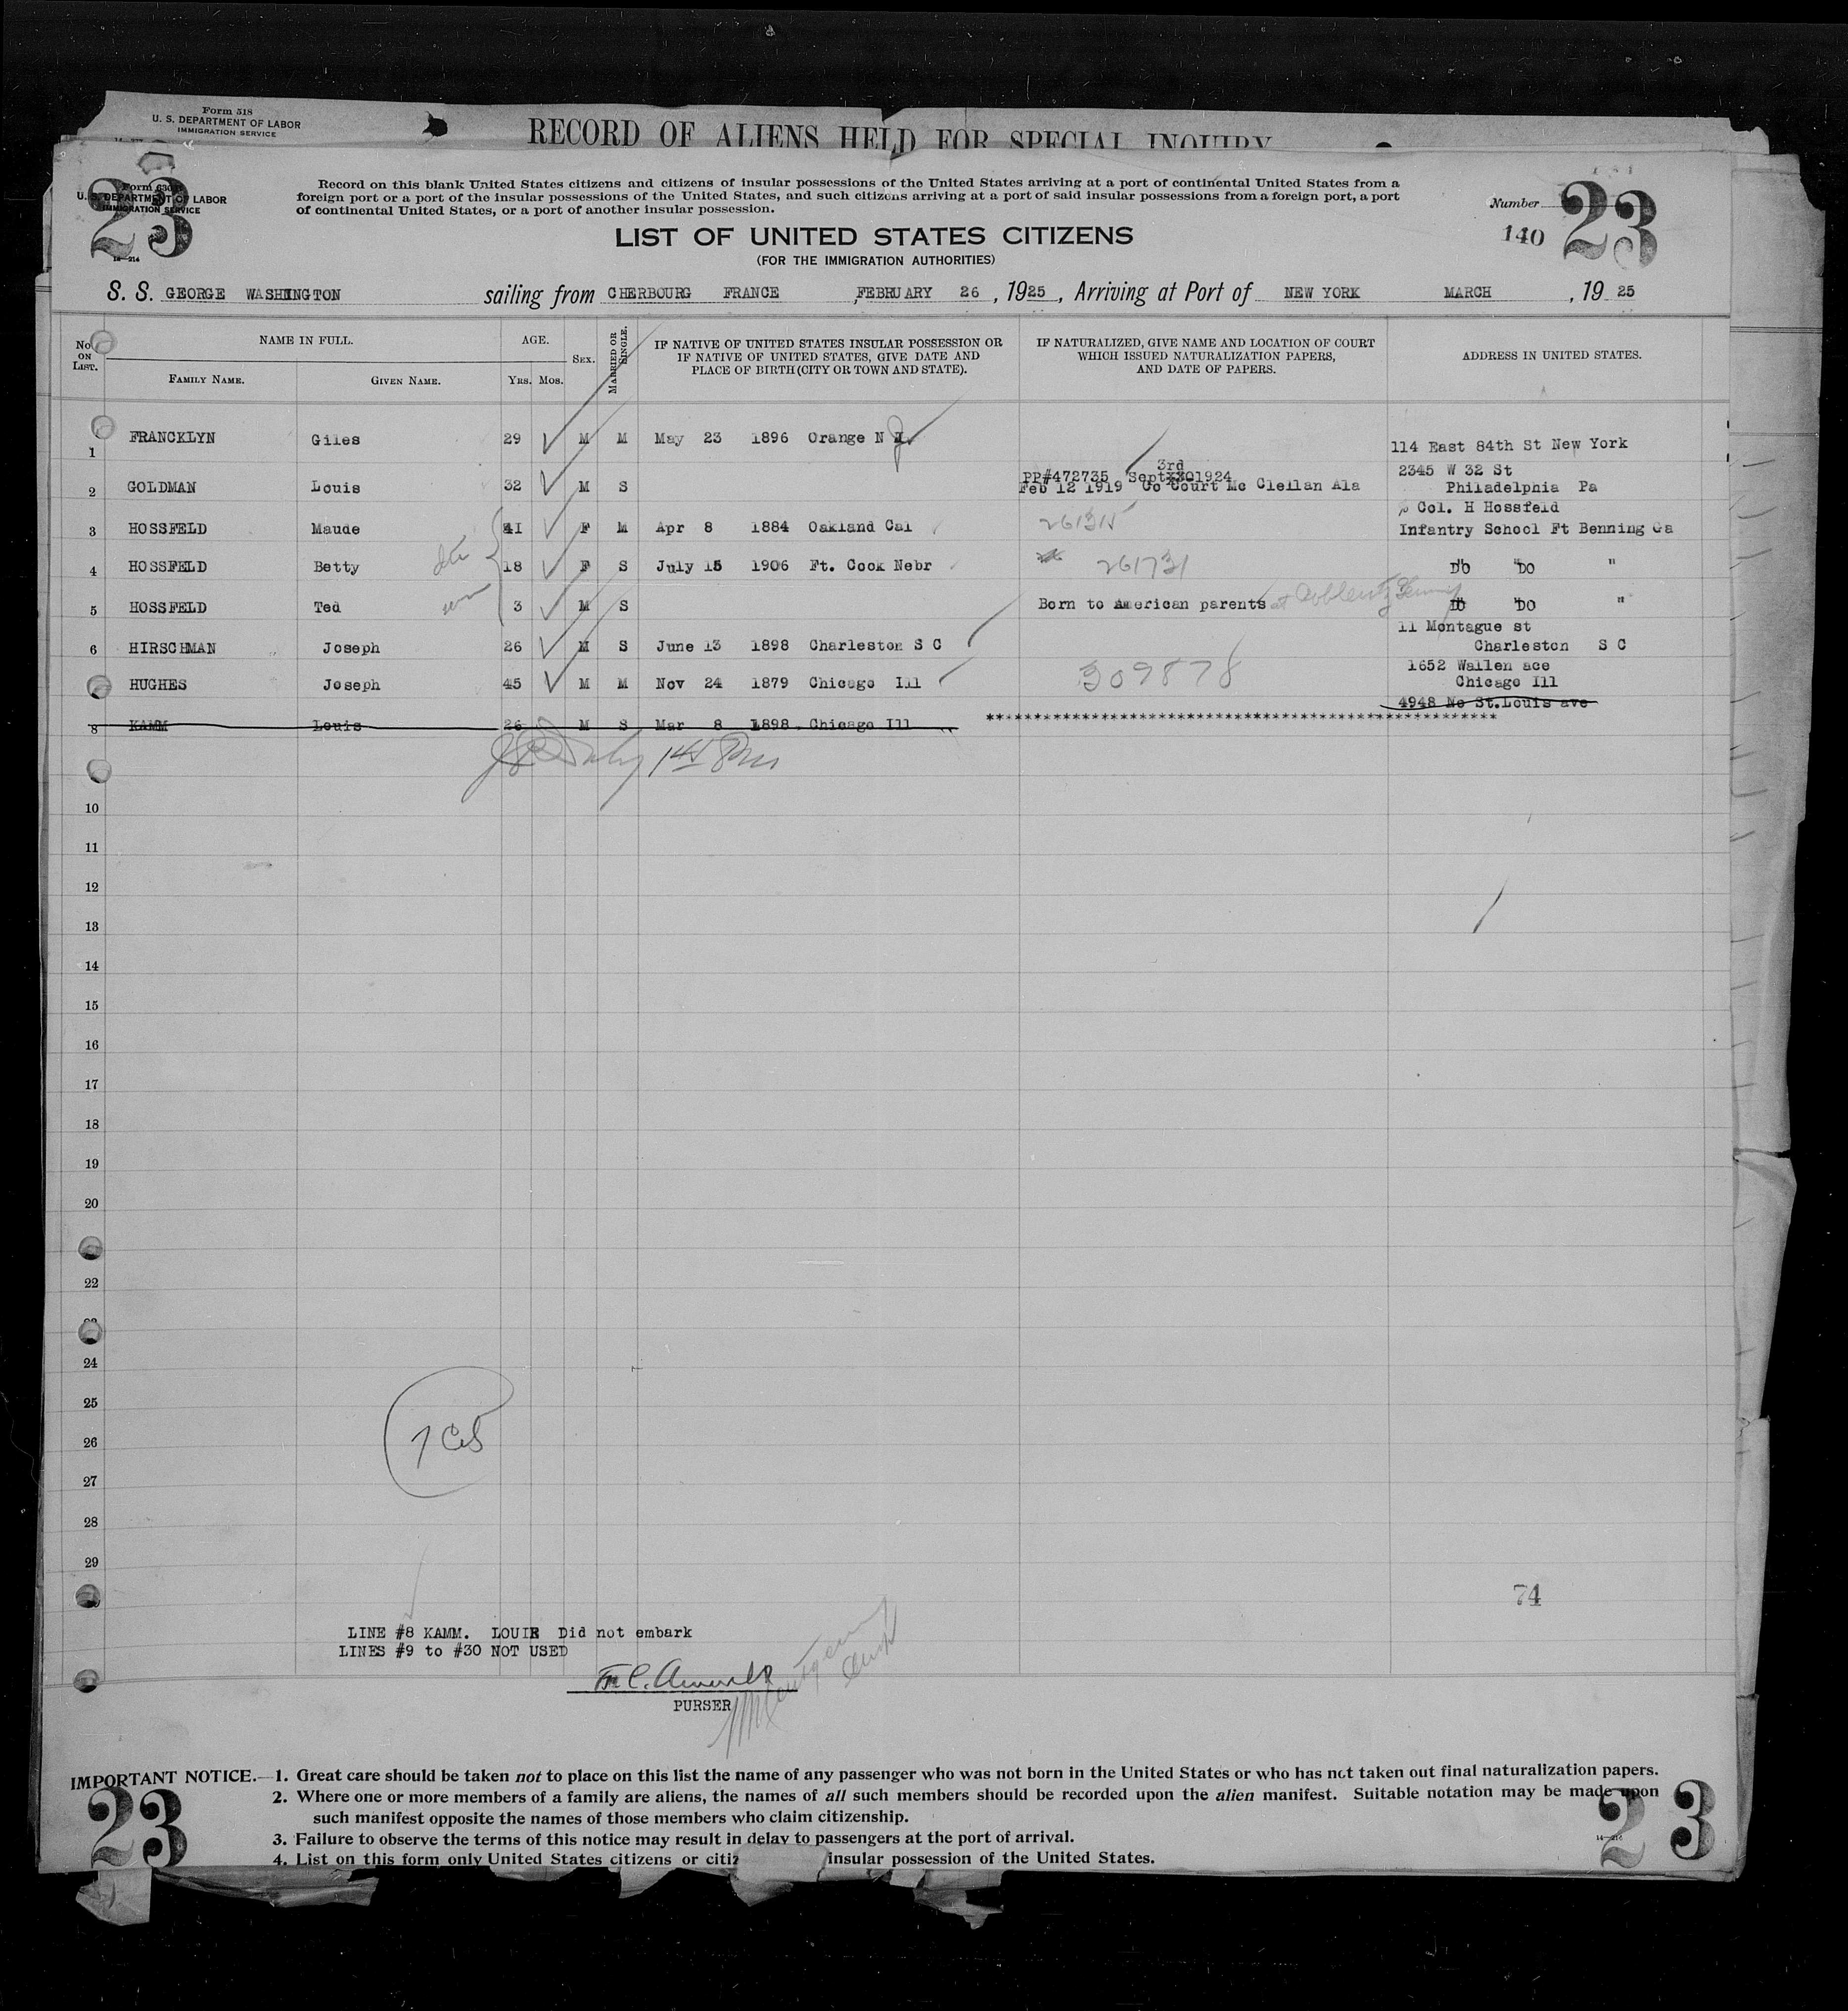 Form 518
U. S. DEPARTMENT OF LABOR
IMMIGRATION SERVICE
RECORD OF ALIENS HELD FOR SPECIAL INQUIRY
23
Form 630
U. S. DEPARTMENT OF LABOR
IMMIGRATION SERVICE
14—216
Record on this blank United States citizens and citizens of insular possessions of the United States arriving at a port of continental United States from a
foreign port or a port of the insular possessions of the United States, and such citizens arriving at a port of said insular possessions from a foreign port, a port
of continental United States, or a port of another insular possession.
Number
140
23
LIST OF UNITED STATES CITIZENS
(FOR THE IMMIGRATION AUTHORITIES)
S. S. GEORGE WASHINGTON sailing from CHERBOURG FRANCE ,FEBRUARY 26 , 1925 , Arriving at Port of NEW YORK MARCH , 19 25
No. ON LIST. NAME IN FULL. AGE. SEX. MARRIED OR SINGLE. IF NATIVE OF UNITED STATES INSULAR POSSESSION OR IF NATIVE OF UNITED STATES, GIVE DATE AND PLACE OF BIRTH (CITY OR TOWN AND STATE). IF NATURALIZED, GIVE NAME AND LOCATION OF COURT WHICH ISSUED NATURALIZATION PAPERS, AND DATE OF PAPERS. ADDRESS IN UNITED STATES.
FAMILY NAME. GIVEN NAME. YRS. MOS.
1 FRANCKLYN Giles 29 M M May 23 1896 Orange N J 114 East 84th St New York
3rd
PP#472735 Sept 1924 2345 W 32 St
2 GOLDMAN Louis 32 M S Feb 12 1919 Co Court Mc Clellan Ala Philadelphia Pa
Col. H Hossfeld
3 HOSSFELD Maude 41 F M Apr 8 1884 Oakland Cal 261315 Infantry School Ft Benning Ga
4 HOSSFELD Betty 18 F S July 15 1906 Ft. Cook Nebr 261731 DO DO "
5 HOSSFELD Ted 3 M S Born to American parents at Coblentz Germany DO DO "
11 Montague st
6 HIRSCHMAN Joseph 26 M S June 13 1898 Charleston S C Charleston S C
1652 Wallen ace
HUGHES Joseph 45 M M Nov 24 1879 Chicago Ill 309878 Chicago Ill
4948 No St.Louis ave
8 KAMM Louis 26 M S Mar 8 1898 Chicago Ill ****************************************************
10
11
12
13
14
15
16
17
18
19
20
22
23
24
25
26
27
28
29
74
LINE #8 KAMM. LOUIS Did not embark
LINES #9 to #30 NOT USED
PURSER
IMPORTANT NOTICE.—1. Great care should be taken not to place on this list the name of any passenger who was not born in the United States or who has not taken out final naturalization papers.
2. Where one or more members of a family are aliens, the names of all such members should be recorded upon the alien manifest. Suitable notation may be made upon
such manifest opposite the names of those members who claim citizenship.
3. Failure to observe the terms of this notice may result in delay to passengers at the port of arrival.
4. List on this form only United States citizens or insular possession of the United States.
23
14—216
23